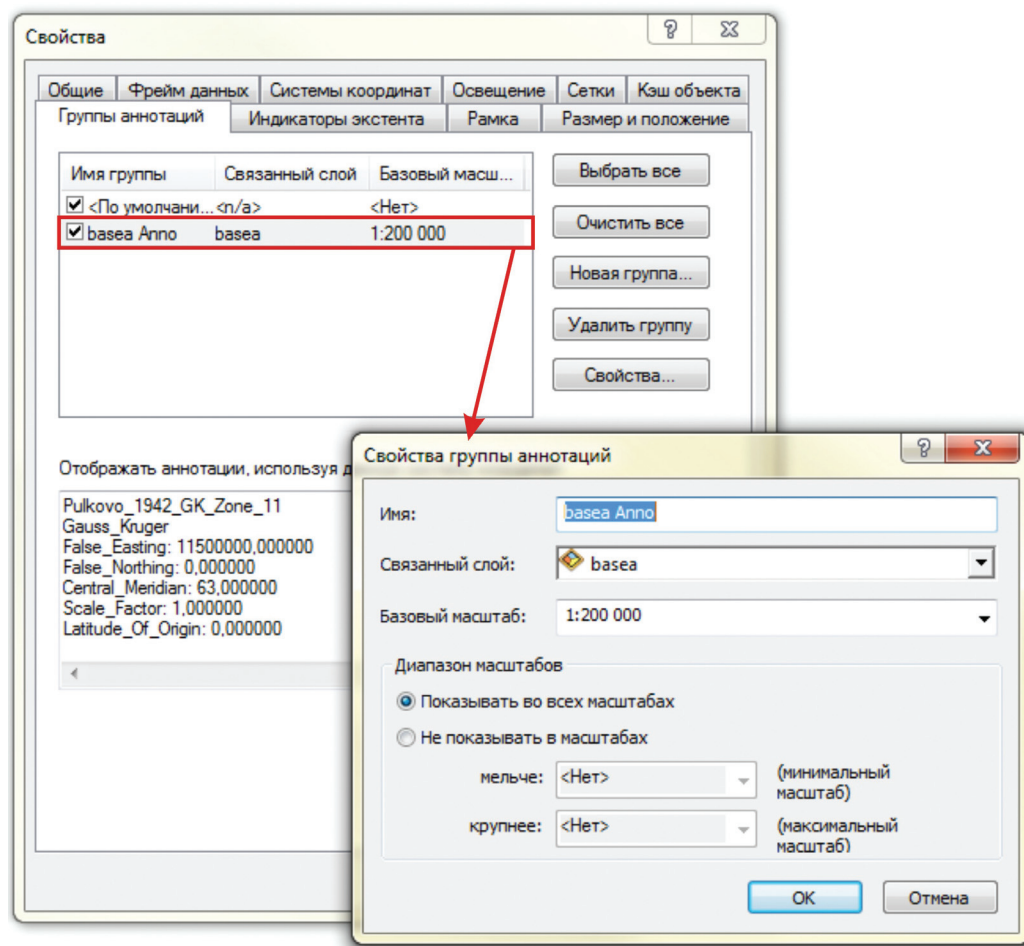 Свойства
Общие Фрейм данных Системы координат Освещение Сетки Кэш объекта
Группы аннотаций Индикаторы экстента Рамка Размер и положение
Имя группы Связанный слой Базовый масш...
<По умолчани... <n/a> <Нет>
basea Anno basea 1:200 000
Выбрать все
Очистить все
Новая группа...
Удалить группу
Свойства...
Отображать аннотации, используя
Pulkovo_1942_GK_Zone_11
Gauss_Kruger
False_Easting: 11500000,000000
False_Northing: 0,000000
Central_Meridian: 63,000000
Scale_Factor: 1,000000
Latitude_Of_Origin: 0,000000
Свойства группы аннотаций
Имя: basea Anno
Связанный слой: basea
Базовый масштаб: 1:200 000
Диапазон масштабов
Показывать во всех масштабах
Не показывать в масштабах
мельче: <Нет> (минимальный
масштаб)
крупнее: <Нет> (максимальный
масштаб)
OK Отмена